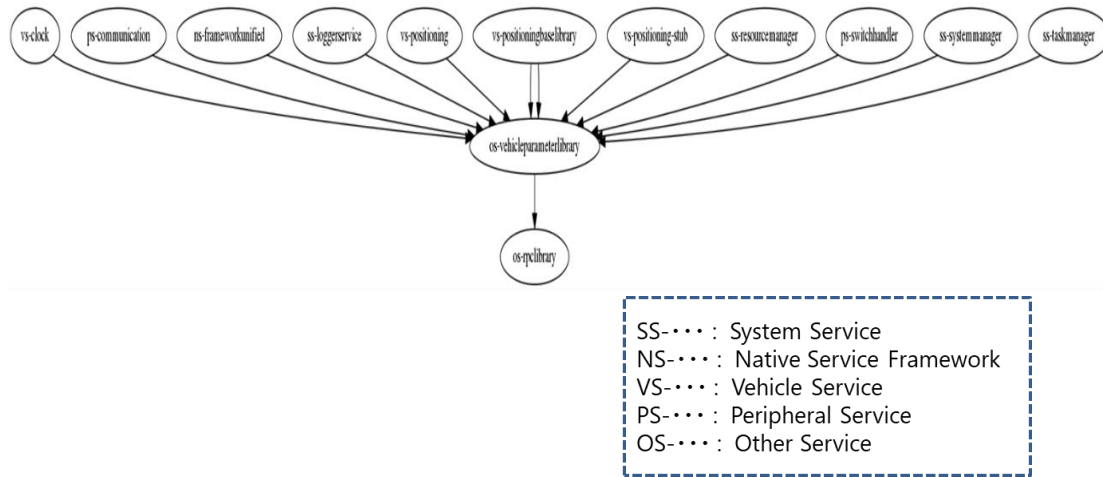 vs-clock
ps-communication
ns-frameworkunified
ss-loggerservice
vs-positioning
vs-positioningbaselibrary
vs-positioning-stub
ss-resourcemanager
ps-switchhandler
ss-systemmanager
ss-taskmanager
os-vehicleparameterlibrary
os-rpclibrary
SS-･･･ : System Service
NS-･･･ : Native Service Framework
VS-･･･ : Vehicle Service
PS-･･･ : Peripheral Service
OS-･･･ : Other Service